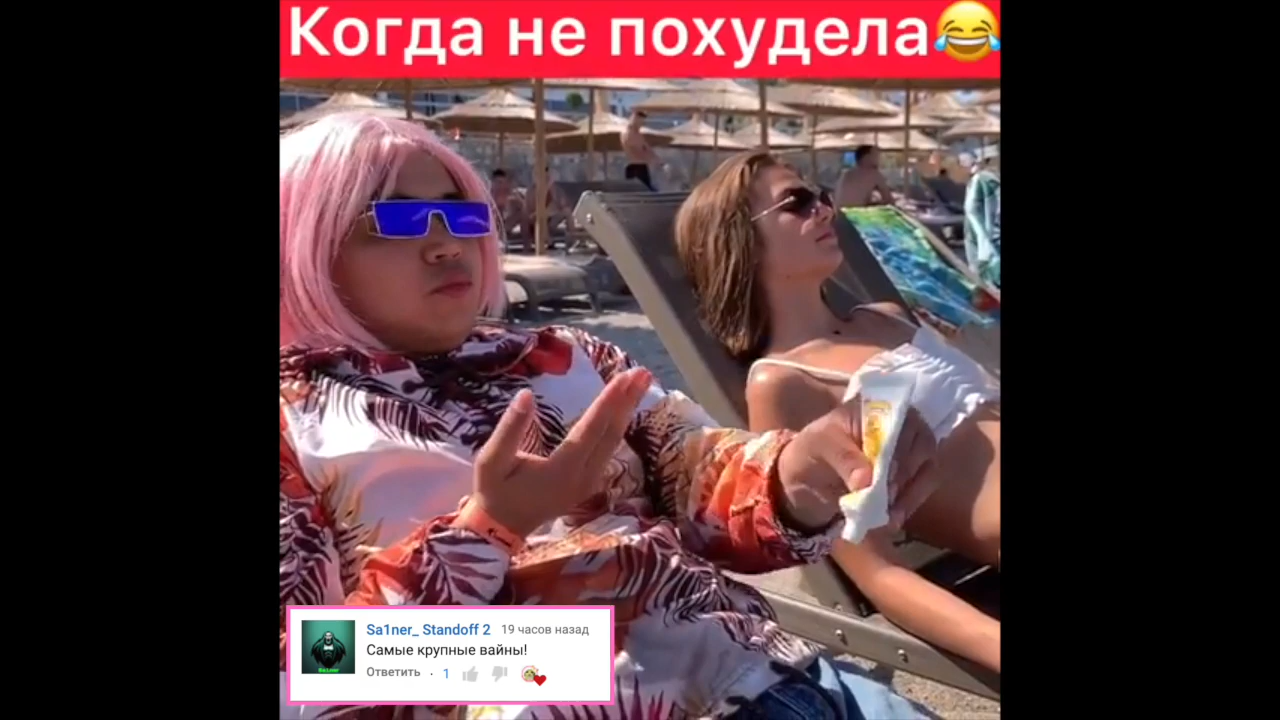 Когда не похудела😂
Sa1ner_ Standoff 2 19 часов назад
Самые крупные вайны!
Ответить · 1